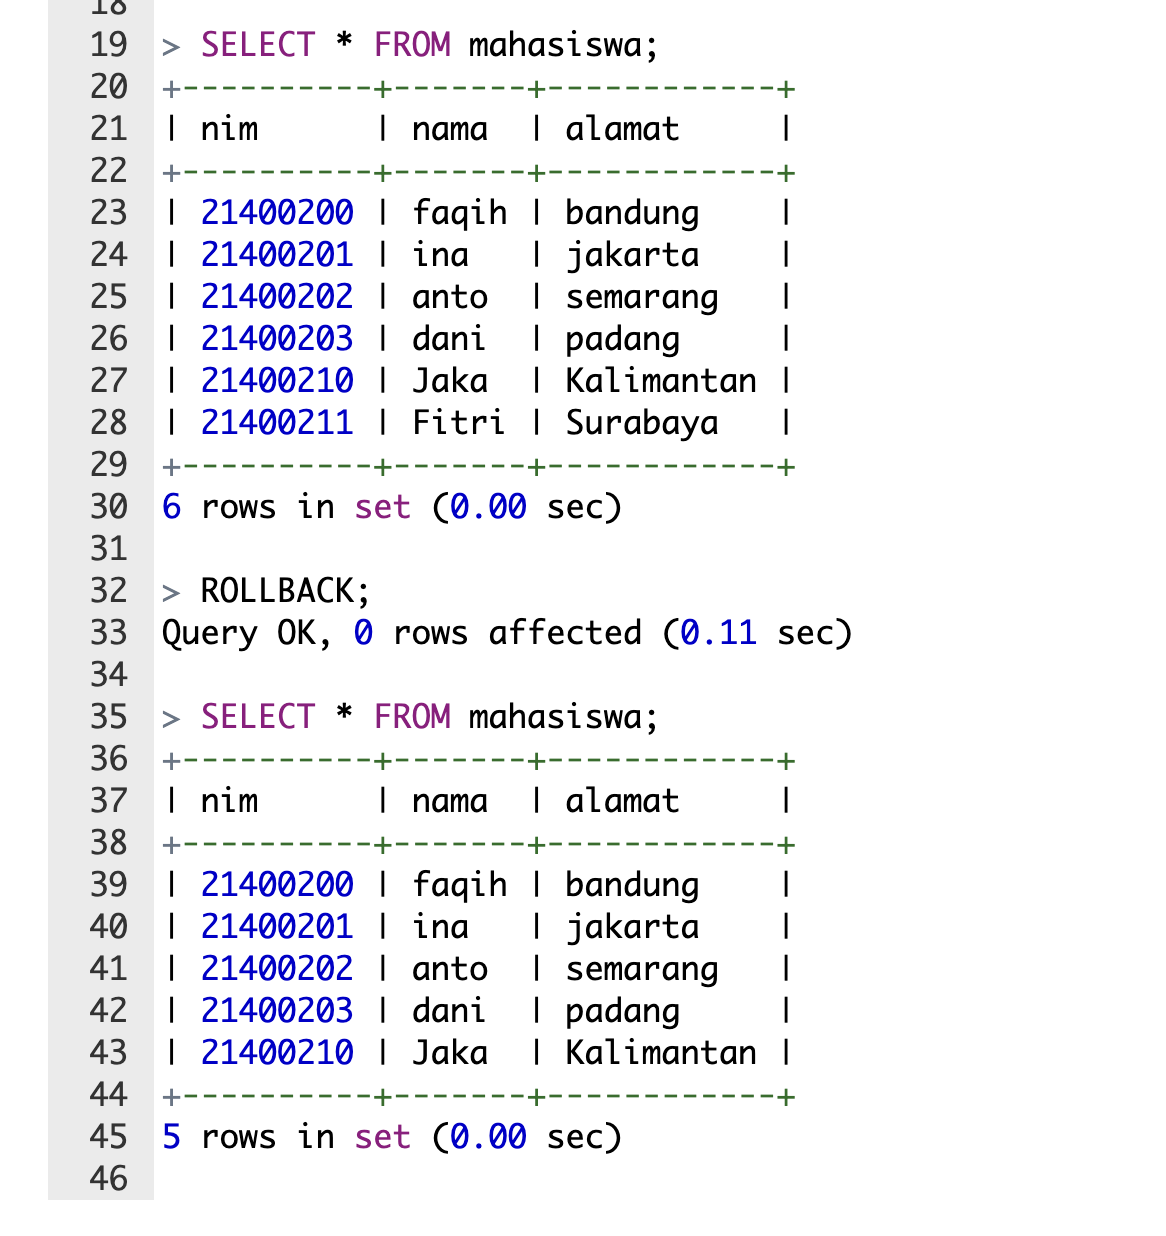 18
19 > SELECT * FROM mahasiswa;
20 +----------+-------+------------+
21 | nim      | nama  | alamat     |
22 +----------+-------+------------+
23 | 21400200 | faqih | bandung    |
24 | 21400201 | ina   | jakarta    |
25 | 21400202 | anto  | semarang   |
26 | 21400203 | dani  | padang     |
27 | 21400210 | Jaka  | Kalimantan |
28 | 21400211 | Fitri | Surabaya   |
29 +----------+-------+------------+
30 6 rows in set (0.00 sec)
31
32 > ROLLBACK;
33 Query OK, 0 rows affected (0.11 sec)
34
35 > SELECT * FROM mahasiswa;
36 +----------+-------+------------+
37 | nim      | nama  | alamat     |
38 +----------+-------+------------+
39 | 21400200 | faqih | bandung    |
40 | 21400201 | ina   | jakarta    |
41 | 21400202 | anto  | semarang   |
42 | 21400203 | dani  | padang     |
43 | 21400210 | Jaka  | Kalimantan |
44 +----------+-------+------------+
45 5 rows in set (0.00 sec)
46